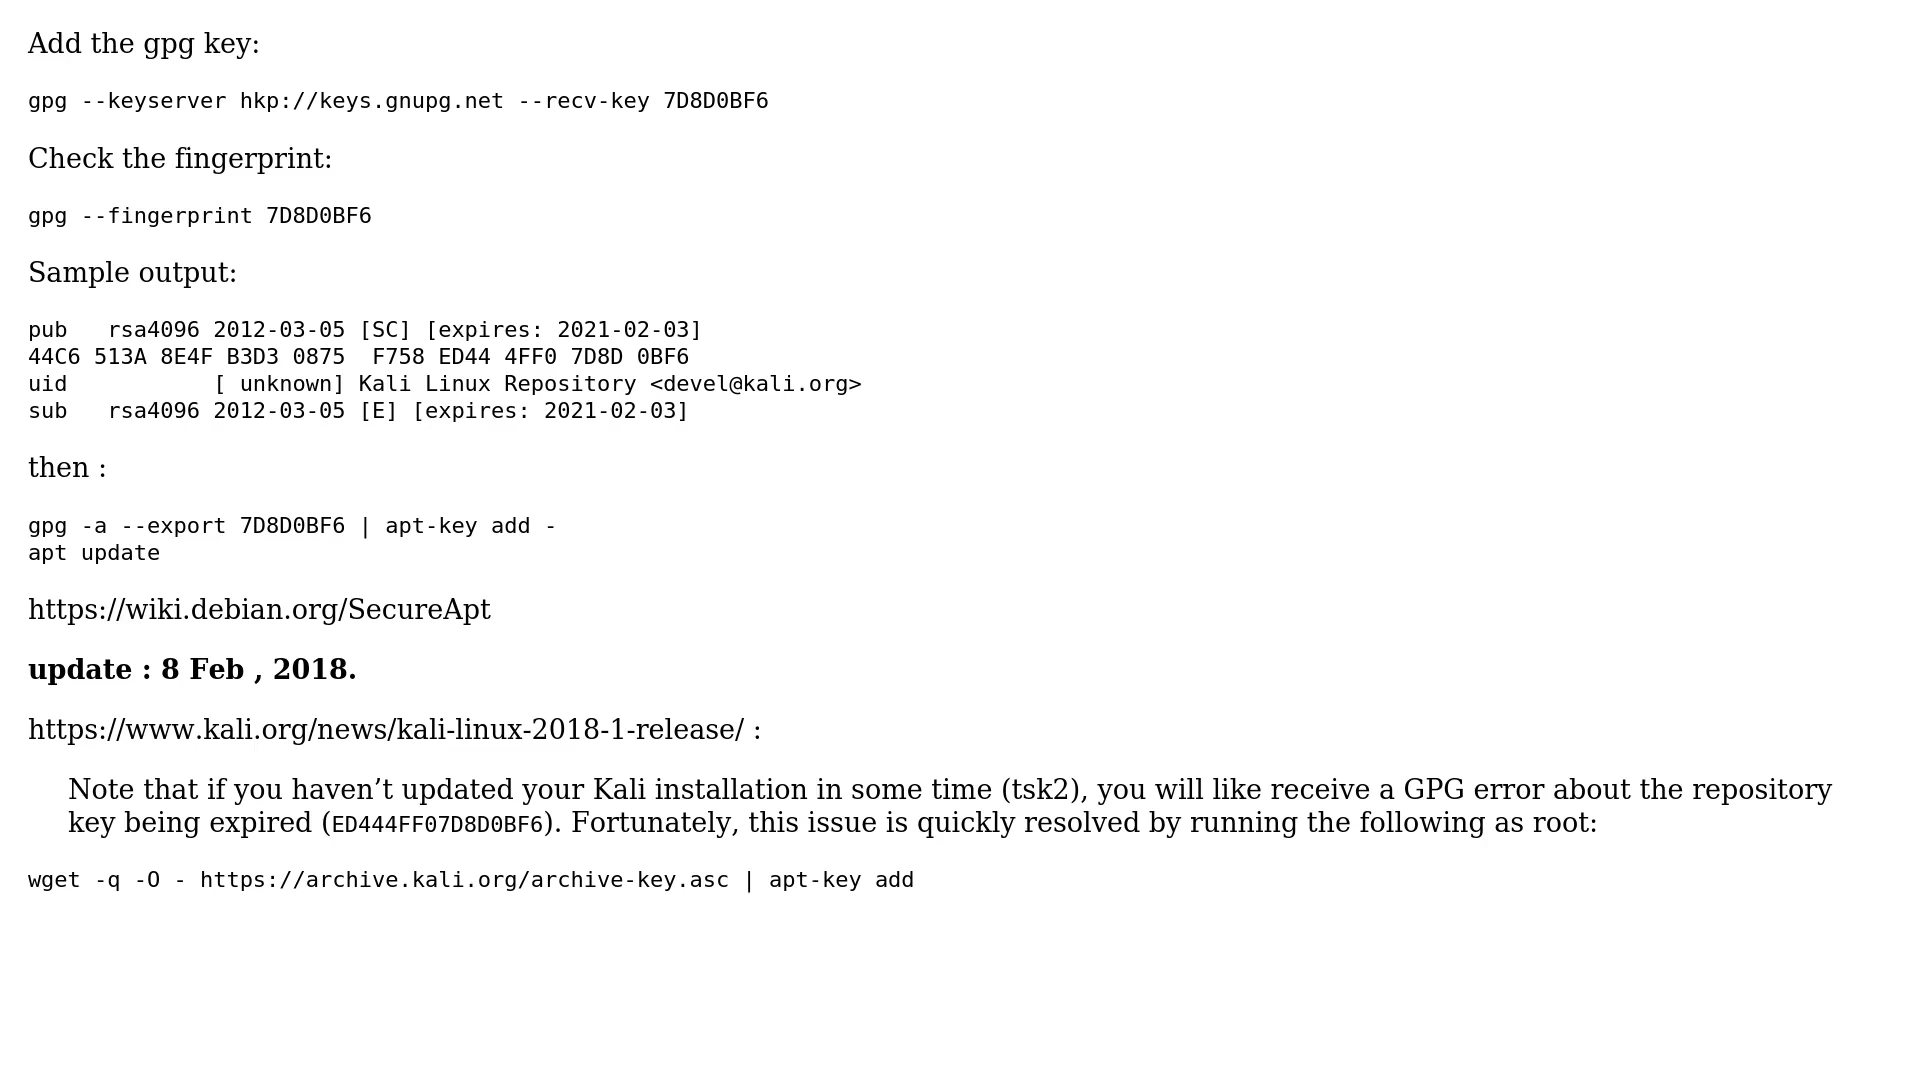 Add the gpg key:
gpg --keyserver hkp://keys.gnupg.net --recv-key 7D8D0BF6
Check the fingerprint:
gpg --fingerprint 7D8D0BF6
Sample output:
pub   rsa4096 2012-03-05 [SC] [expires: 2021-02-03]
44C6 513A 8E4F B3D3 0875  F758 ED44 4FF0 7D8D 0BF6
uid           [ unknown] Kali Linux Repository <devel@kali.org>
sub   rsa4096 2012-03-05 [E] [expires: 2021-02-03]
then :
gpg -a --export 7D8D0BF6 | apt-key add -
apt update
https://wiki.debian.org/SecureApt
update : 8 Feb , 2018.
https://www.kali.org/news/kali-linux-2018-1-release/ :
Note that if you haven’t updated your Kali installation in some time (tsk2), you will like receive a GPG error about the repository
key being expired (ED444FF07D8D0BF6). Fortunately, this issue is quickly resolved by running the following as root:
wget -q -O - https://archive.kali.org/archive-key.asc | apt-key add